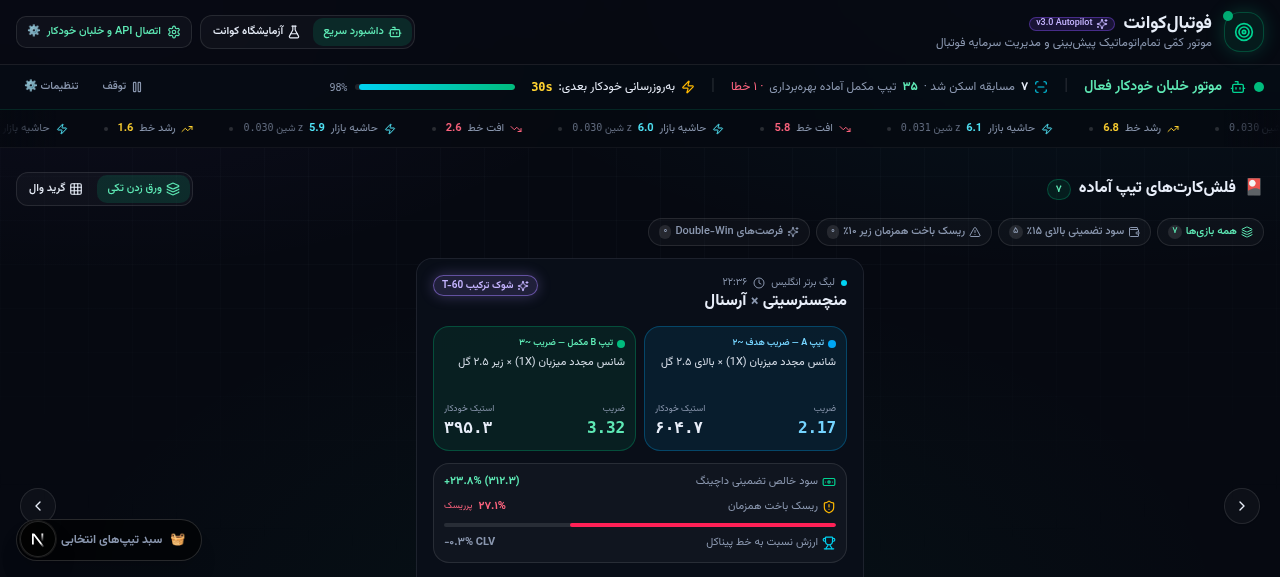 فوتبال‌کوانت v3.0 Autopilot
موتور کمّی تمام‌اتوماتیک پیش‌بینی و مدیریت سرمایه فوتبال
داشبورد سریع
آزمایشگاه کوانت
اتصال API و خلبان خودکار ⚙️
موتور خلبان خودکار فعال
۷ مسابقه اسکن شد · ۳۵ تیپ مکمل آماده بهره‌برداری · ۱ خطا
به‌روزرسانی خودکار بعدی: 30s
98%
توقف
⚙️ تنظیمات
0.030
رشد خط 6.8
حاشیه بازار 6.1 z شین 0.031
افت خط 5.8
حاشیه بازار 6.0 z شین 0.030
افت خط 2.6
حاشیه بازار 5.9 z شین 0.030
رشد خط 1.6
حاشیه بازار
🎴 فلش‌کارت‌های تیپ آماده ۷
ورق زدن تکی
گرید وال
همه بازی‌ها ۷
سود تضمینی بالای ۱۵٪ ۵
ریسک باخت همزمان زیر ۱۰٪ ۰
فرصت‌های Double-Win ۰
لیگ برتر انگلیس ۲۲:۳۶
شوک ترکیب T-60
منچسترسیتی × آرسنال
تیپ A — ضریب هدف ~۲
شانس مجدد میزبان (1X) × بالای ۲.۵ گل
ضریب
استیک خودکار
2.17
۶۰۴.۷
تیپ B مکمل — ضریب ~۳
شانس مجدد میزبان (1X) × زیر ۲.۵ گل
ضریب
استیک خودکار
3.32
۳۹۵.۳
سود خالص تضمینی داچینگ
+۲۳.۸% (۳۱۲.۳)
ریسک باخت همزمان
۲۷.۱% پرریسک
ارزش نسبت به خط پیناکل
−۰.۳% CLV
🧺 سبد تیپ‌های انتخابی
N